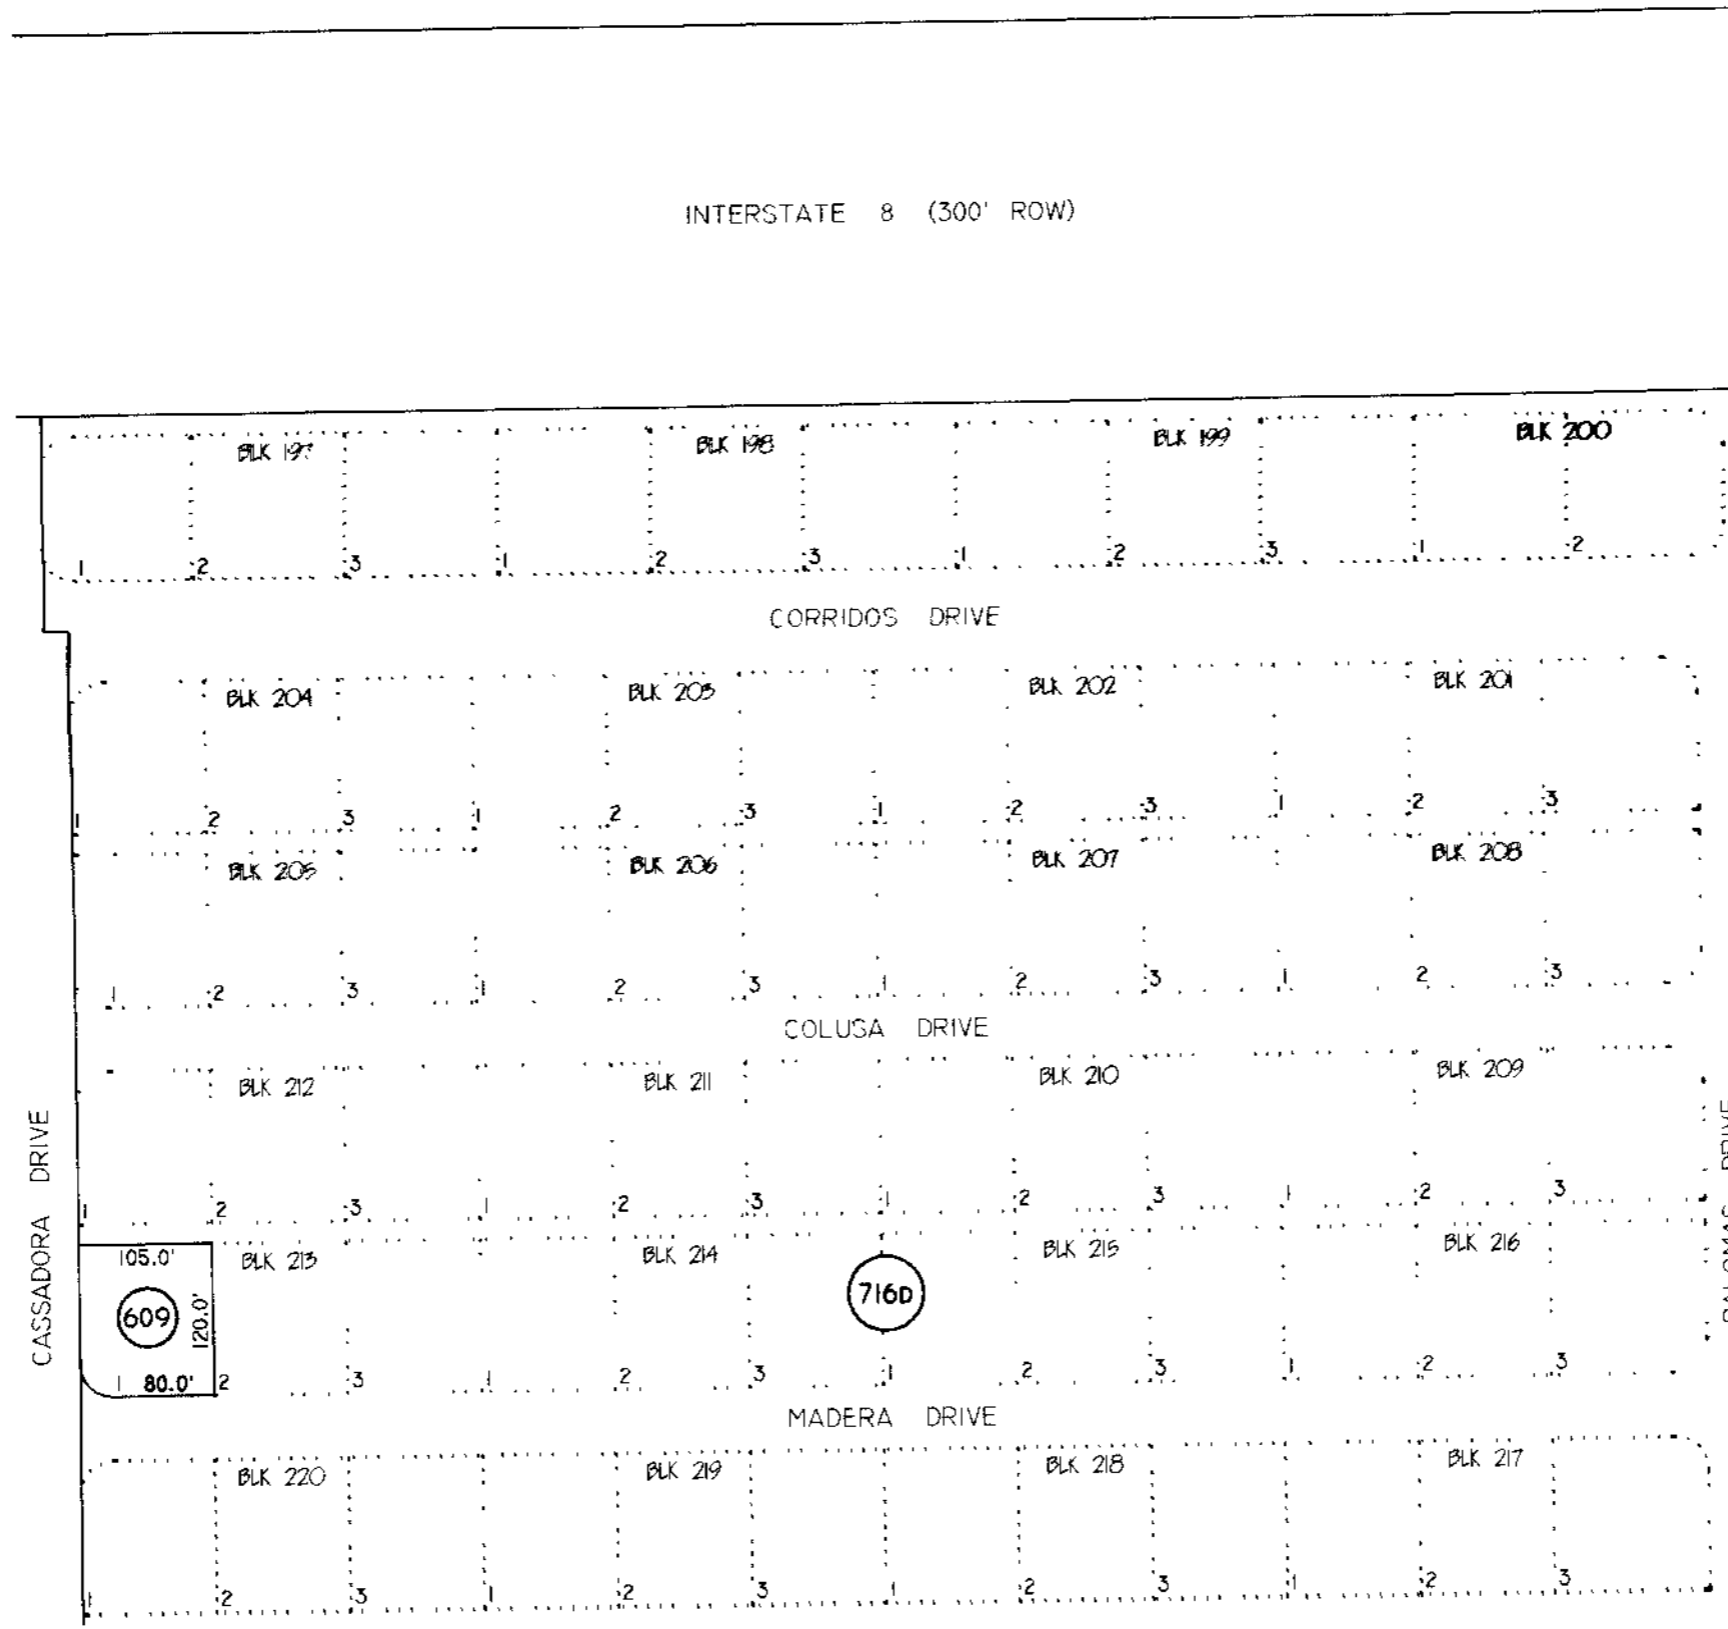 INTERSTATE 8 (300' ROW)
BLK 197 BLK 198 BLK 199 BLK 200
1 2 3 1 2 3 1 2 3 1 2
CORRIDOS DRIVE
BLK 204 BLK 203 BLK 202 BLK 201
1 2 3 1 2 3 1 2 3 1 2 3
BLK 205 BLK 206 BLK 207 BLK 208
1 2 3 1 2 3 1 2 3 1 2 3
COLUSA DRIVE
BLK 212 BLK 211 BLK 210 BLK 209
1 2 3 1 2 3 1 2 3 1 2 3
CASSADORA DRIVE
DRIVE
105.0' BLK 213 BLK 214 BLK 215 BLK 216
609 120.0' 716D
1 80.0' 2 3 1 2 3 1 2 3 1 2 3
MADERA DRIVE
BLK 220 BLK 219 BLK 218 BLK 217
1 2 3 1 2 3 1 2 3 1 2 3